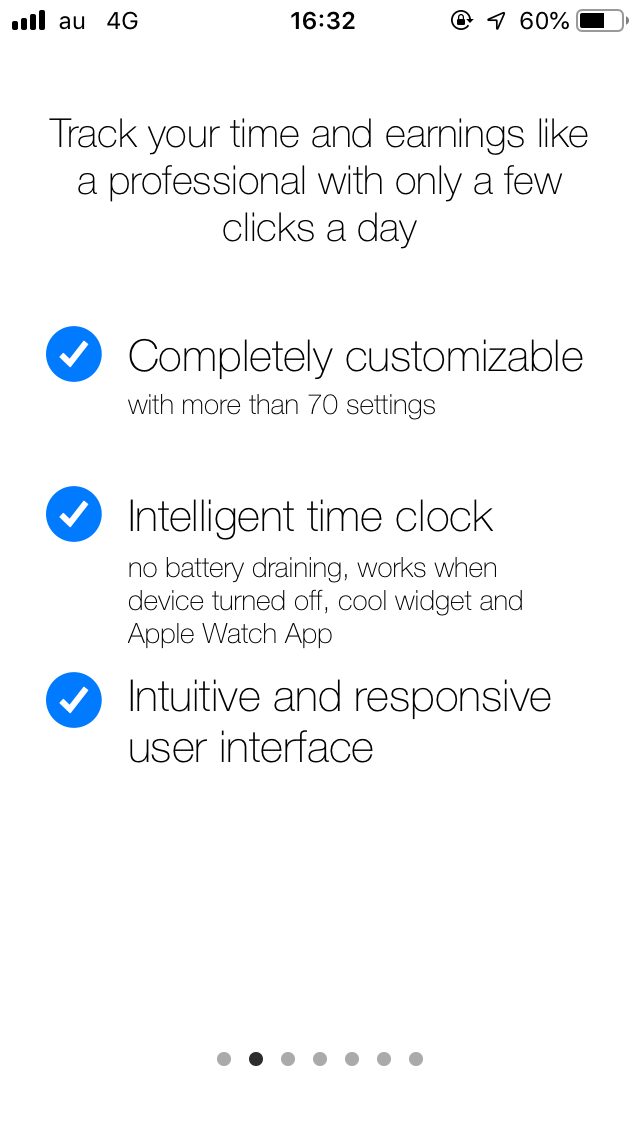 au 4G 16:32 60%
Track your time and earnings like
a professional with only a few
clicks a day
Completely customizable
with more than 70 settings
Intelligent time clock
no battery draining, works when
device turned off, cool widget and
Apple Watch App
Intuitive and responsive
user interface